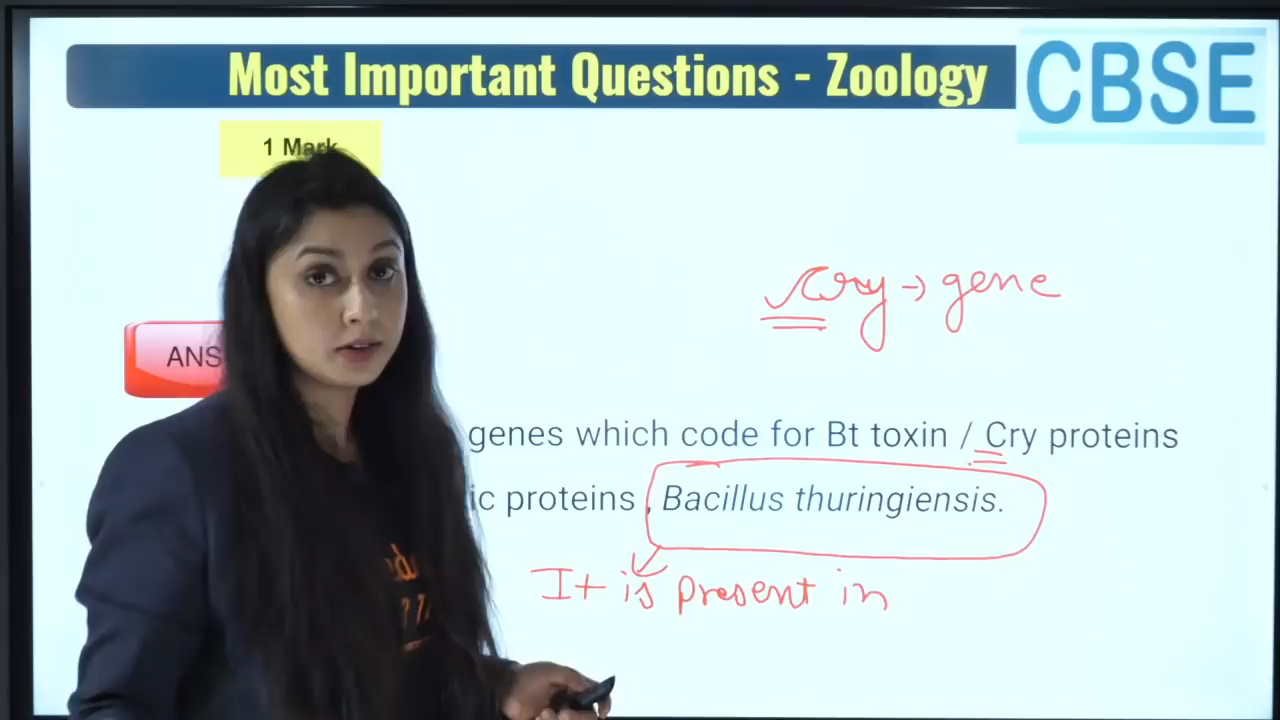 Most Important Questions - Zoology
CBSE
1 Mark
Cry → gene
ANS
genes which code for Bt toxin / Cry proteins
ic proteins , Bacillus thuringiensis.
It is present in